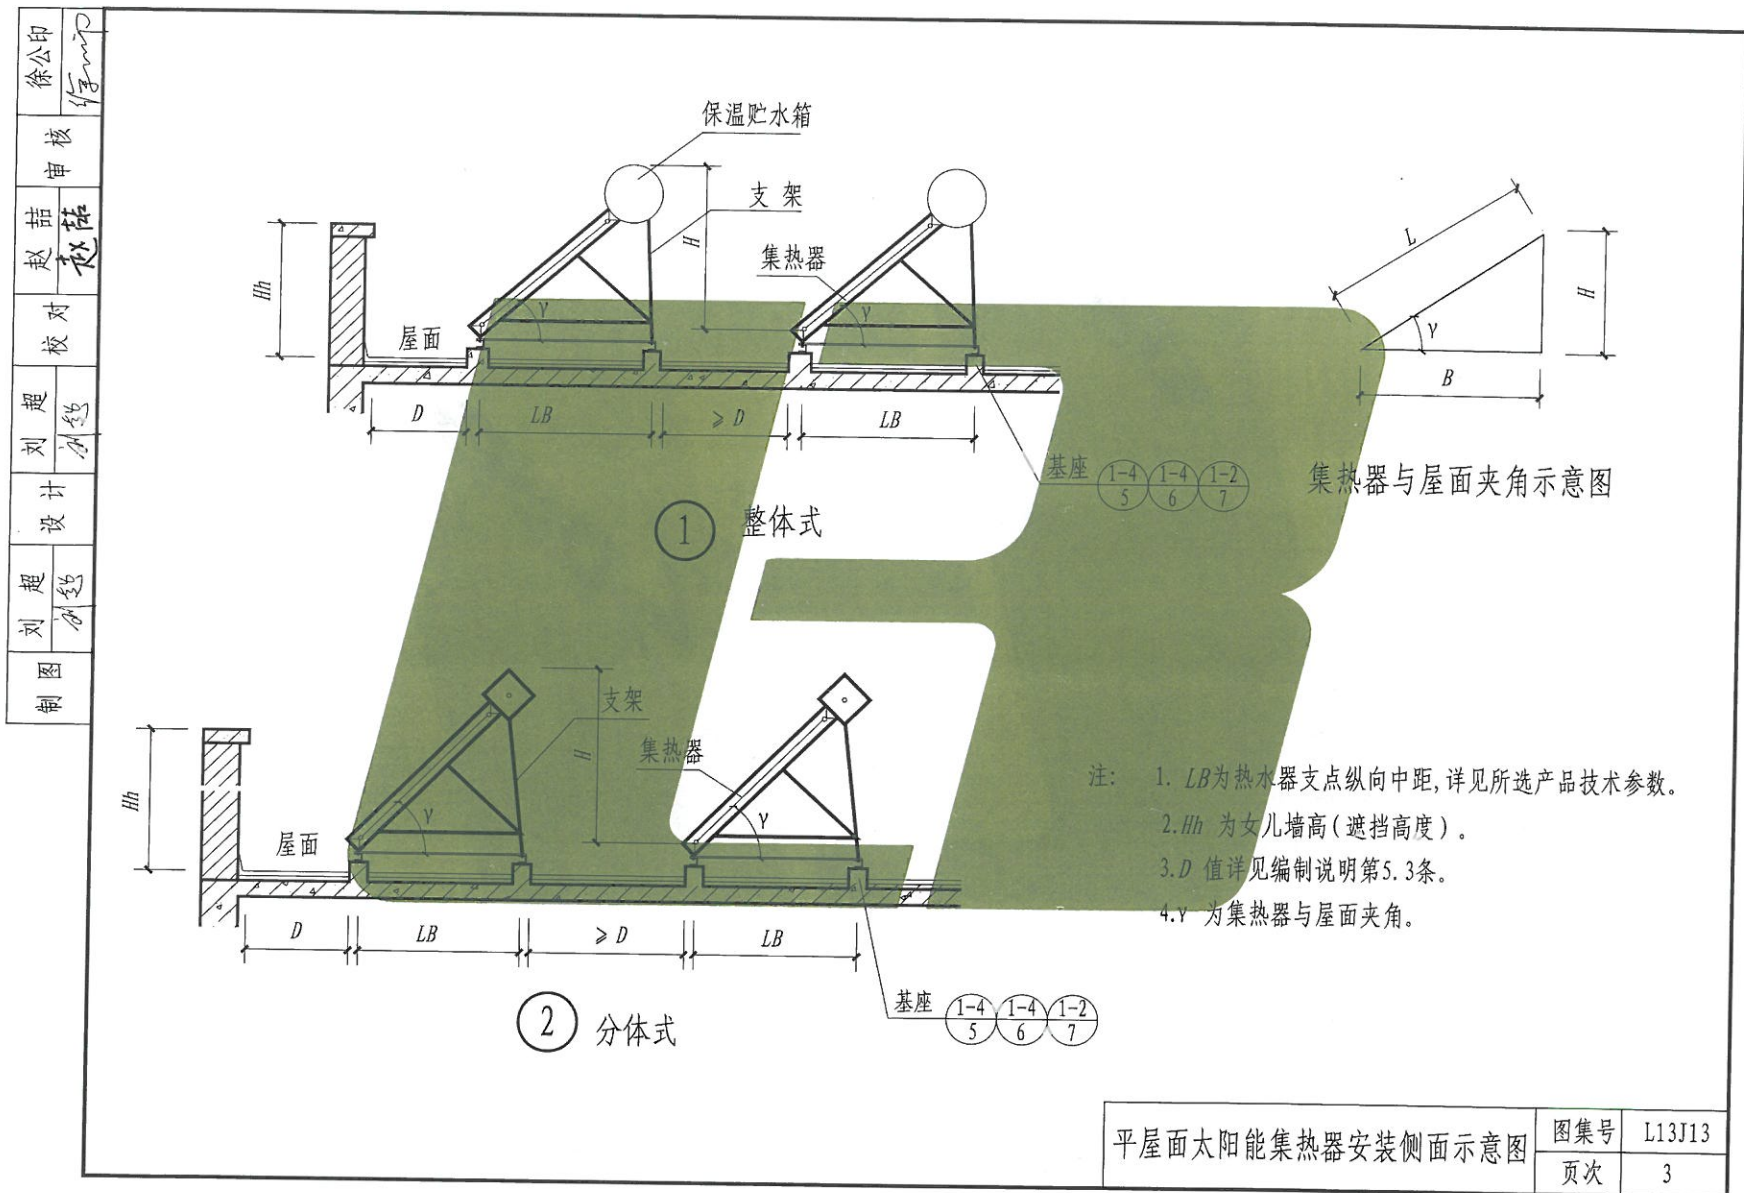 徐公印
审核
赵喆
赵喆
校对
刘超
刘超
设计
刘超
刘超
制图
保温贮水箱
支架
H
集热器
Hh
γ
γ
屋面
D
LB
≥D
LB
基座 1-4/5 1-4/6 1-2/7
① 整体式
L
H
γ
B
集热器与屋面夹角示意图
支架
H
集热器
Hh
γ
γ
屋面
D
LB
≥D
LB
基座 1-4/5 1-4/6 1-2/7
② 分体式
注: 1. LB为热水器支点纵向中距,详见所选产品技术参数。
2.Hh 为女儿墙高(遮挡高度)。
3.D 值详见编制说明第5.3条。
4.γ 为集热器与屋面夹角。
平屋面太阳能集热器安装侧面示意图
图集号 L13J13
页次 3